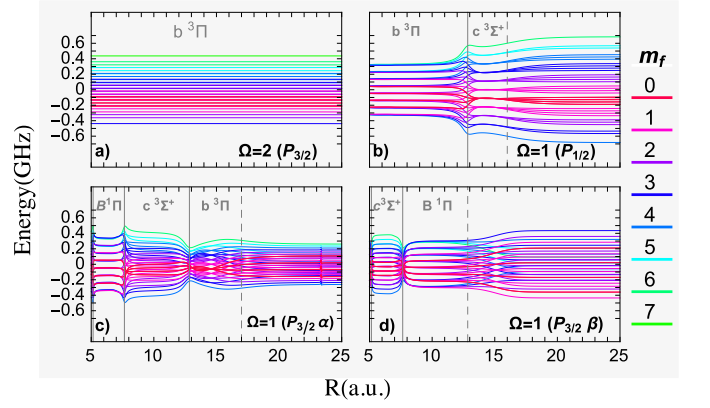 b ³Π
0.6
0.4
0.2
0
−0.2
−0.4
−0.6
a)
Ω=2 (P3/2)
b ³Π
c ³Σ⁺
b)
Ω=1 (P1/2)
Energy(GHz)
B¹Π
c ³Σ⁺
b ³Π
0.6
0.4
0.2
0
−0.2
−0.4
−0.6
c)
Ω=1 (P3/2 α)
5 10 15 20 25
c³Σ⁺
B ¹Π
d)
Ω=1 (P3/2 β)
5 10 15 20 25
R(a.u.)
mf
0
1
2
3
4
5
6
7